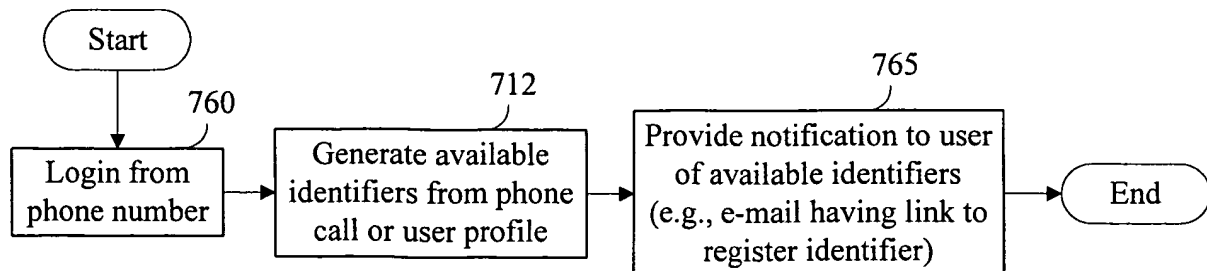 Start
760
Login from
phone number
712
Generate available
identifiers from phone
call or user profile
765
Provide notification to user
of available identifiers
(e.g., e-mail having link to
register identifier)
End